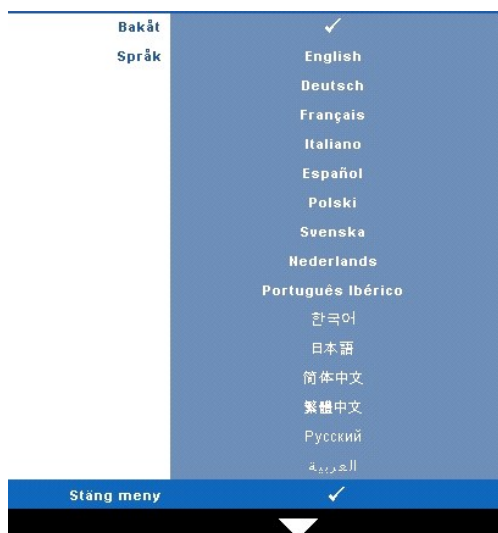 Bakåt
Språk English
Deutsch
Français
Italiano
Español
Polski
Svenska
Nederlands
Português Ibérico
한국어
日本語
简体中文
繁體中文
Русский
العربية
Stäng meny